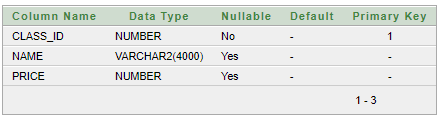 Column Name Data Type Nullable Default Primary Key
CLASS_ID NUMBER No - 1
NAME VARCHAR2(4000) Yes - -
PRICE NUMBER Yes - -
1 - 3